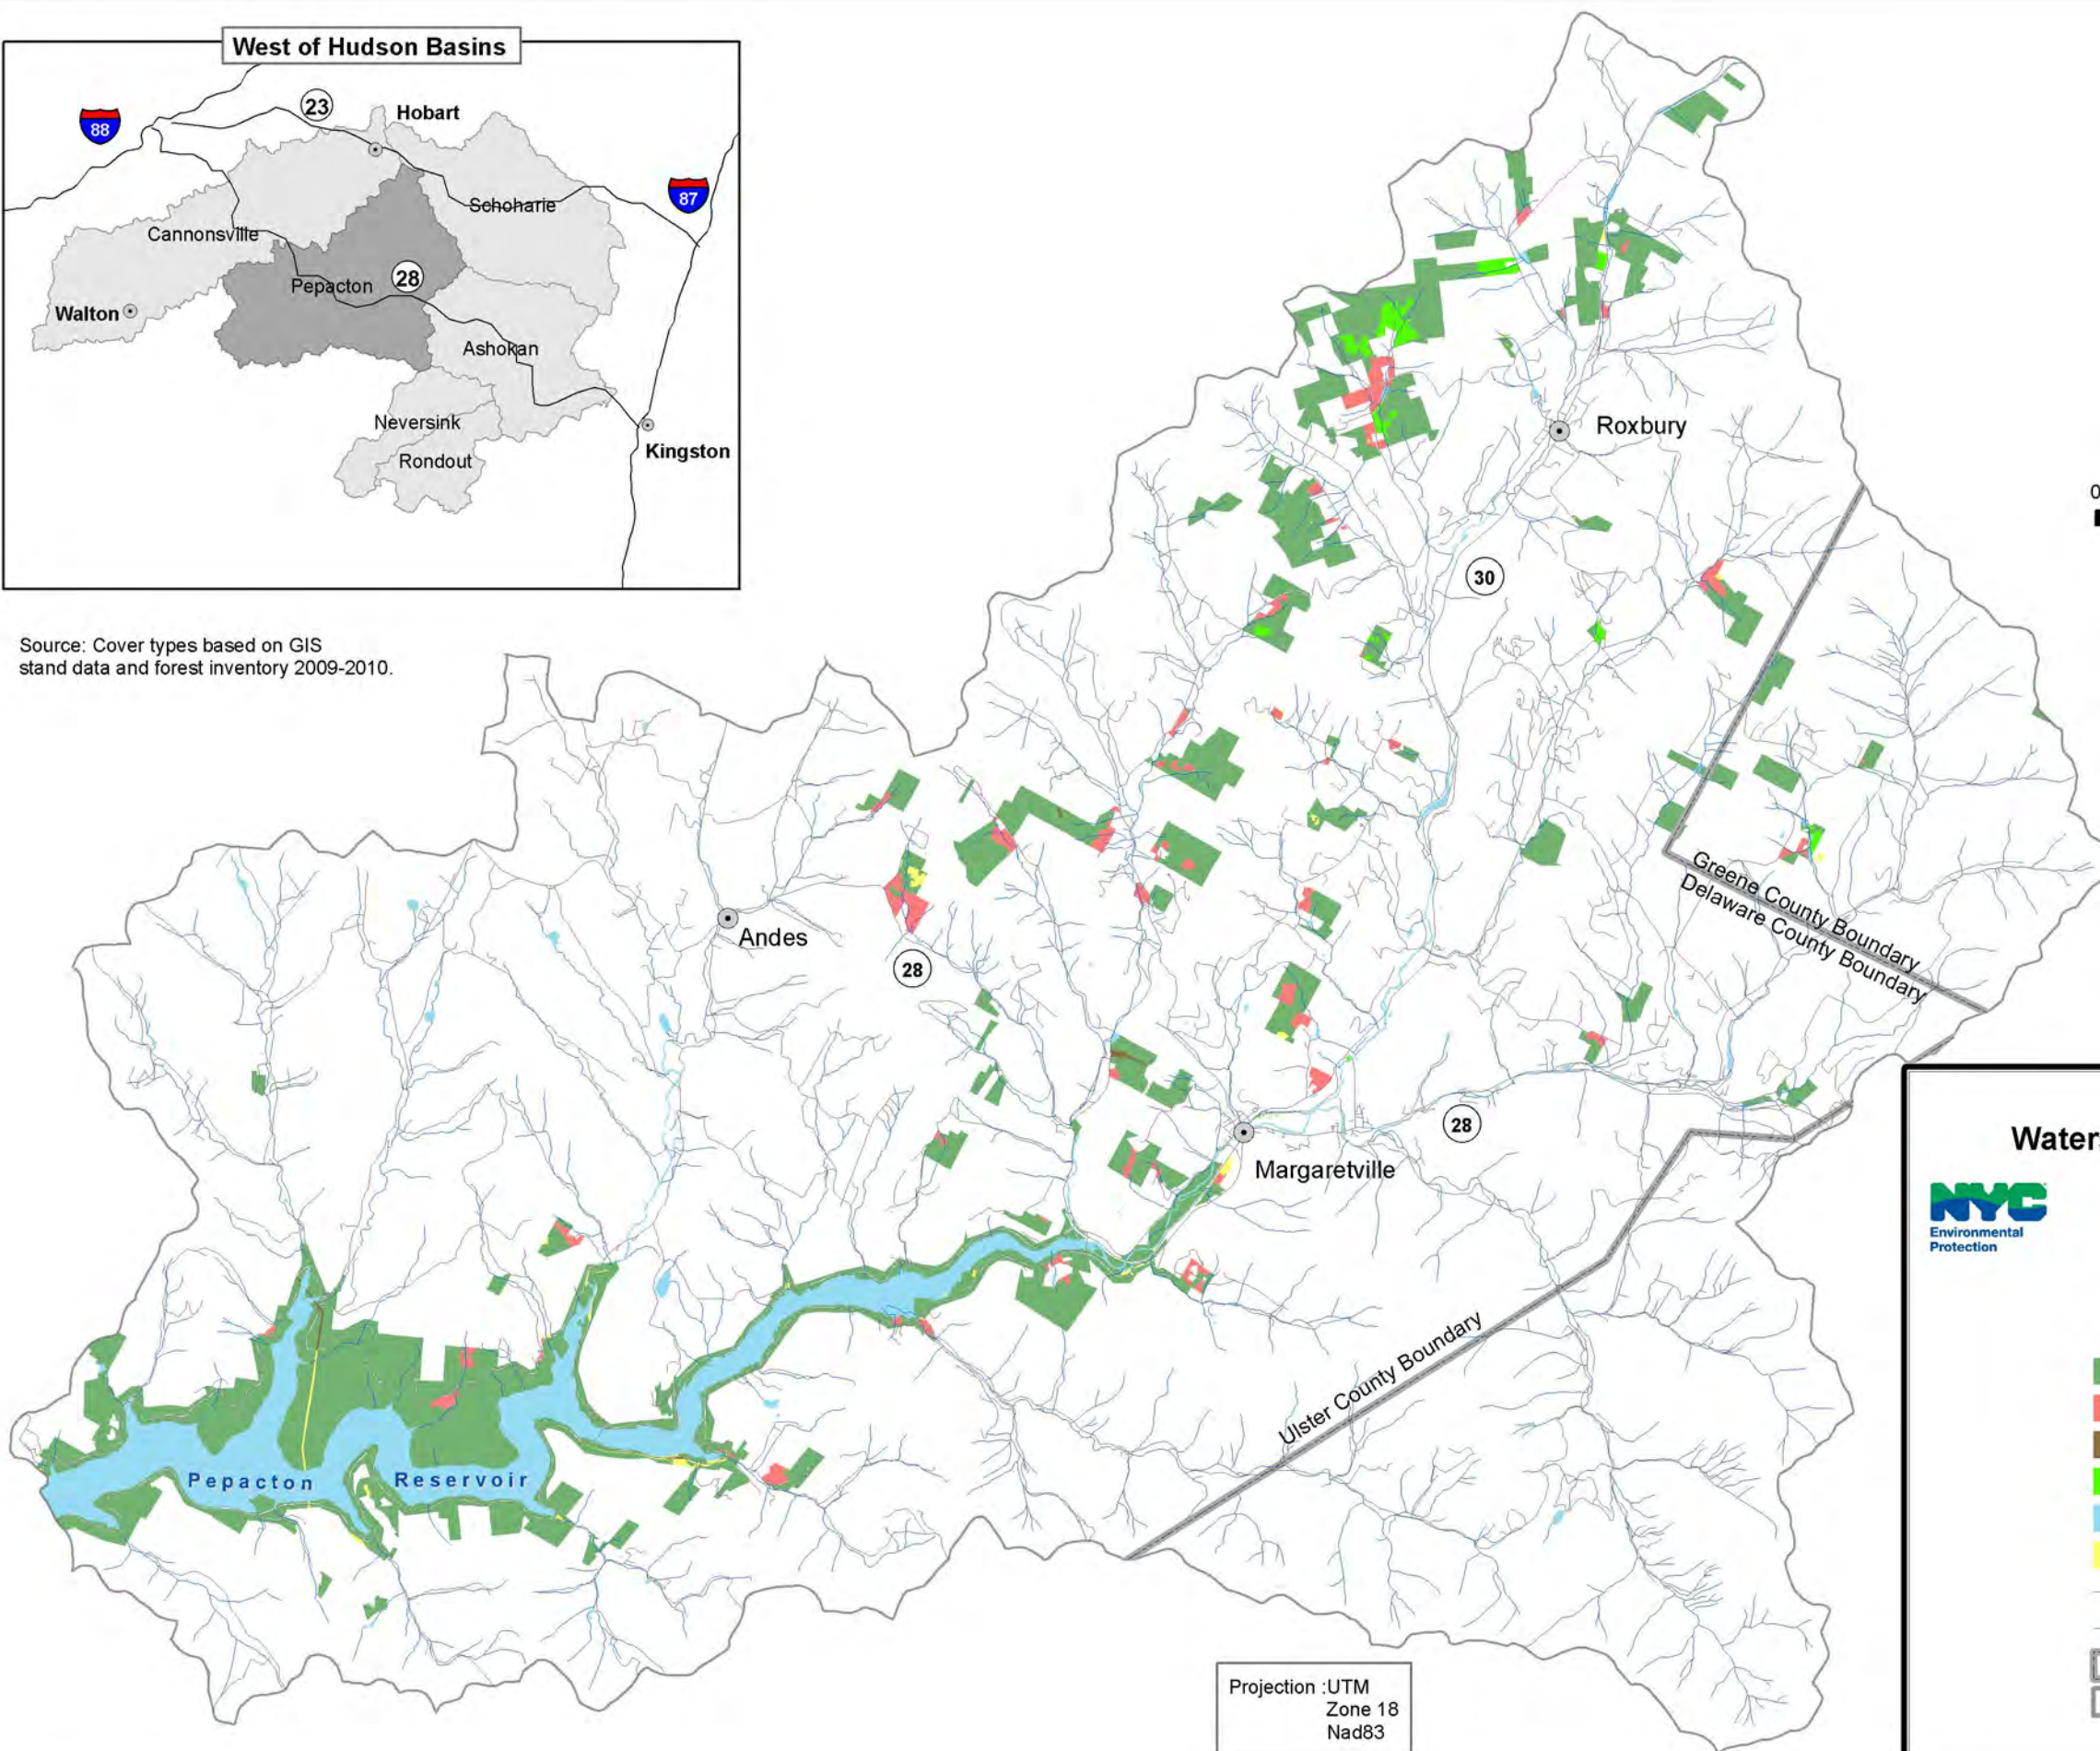 West of Hudson Basins
88
23
Hobart
87
Schoharie
Cannonsville
Pepacton
28
Walton
Ashokan
Neversink
Rondout
Kingston
Source: Cover types based on GIS
stand data and forest inventory 2009-2010.
Roxbury
0
30
Greene County Boundary
Delaware County Boundary
Andes
28
28
Margaretville
Water
NYC
Environmental
Protection
Ulster County Boundary
Pepacton Reservoir
Projection :UTM
Zone 18
Nad83